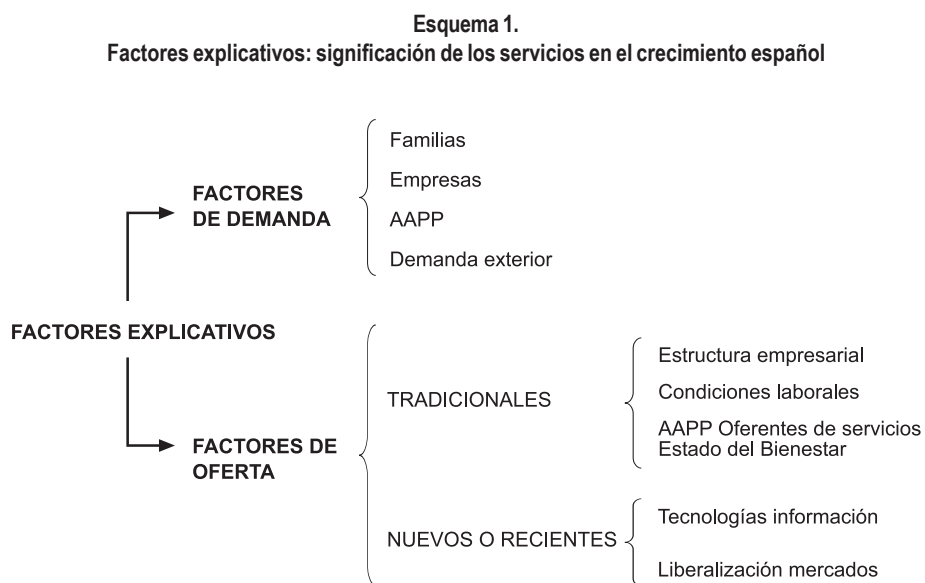 Esquema 1.
Factores explicativos: significación de los servicios en el crecimiento español
FACTORES EXPLICATIVOS
FACTORES
DE DEMANDA
Familias
Empresas
AAPP
Demanda exterior
FACTORES DE
OFERTA
TRADICIONALES
Estructura empresarial
Condiciones laborales
AAPP Oferentes de servicios
Estado del Bienestar
NUEVOS O RECIENTES
Tecnologías información
Liberalización mercados